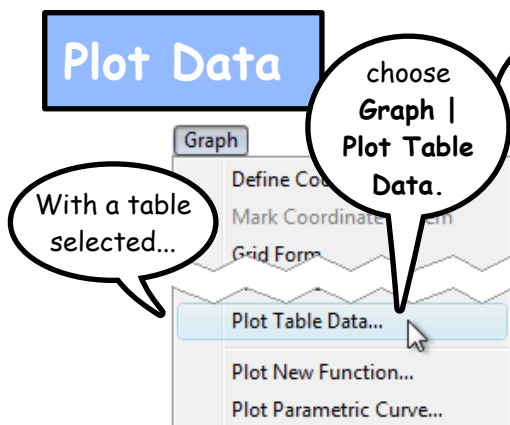 Plot Data
choose
Graph |
Plot Table
Data.
Graph
With a table
selected...
Define
Mark Coordinate
Grid Form
Plot Table Data...
Plot New Function...
Plot Parametric Curve...